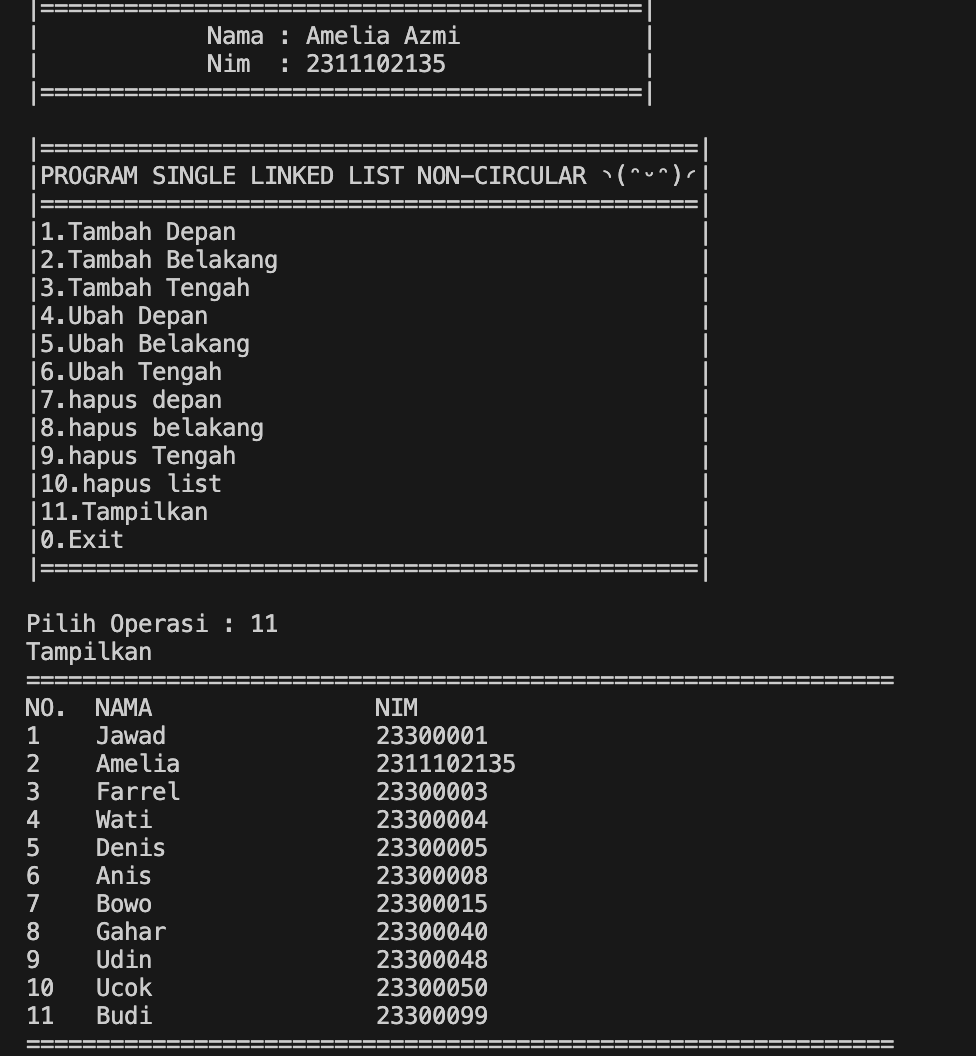 |===========================================|
|            Nama : Amelia Azmi             |
|            Nim  : 2311102135              |
|===========================================|
|===============================================|
|PROGRAM SINGLE LINKED LIST NON-CIRCULAR ヽ(ᵔᵕᵔ)ノ|
|===============================================|
|1.Tambah Depan                                 |
|2.Tambah Belakang                              |
|3.Tambah Tengah                                |
|4.Ubah Depan                                   |
|5.Ubah Belakang                                |
|6.Ubah Tengah                                  |
|7.hapus depan                                  |
|8.hapus belakang                               |
|9.hapus Tengah                                 |
|10.hapus list                                  |
|11.Tampilkan                                   |
|0.Exit                                         |
|===============================================|
Pilih Operasi : 11
Tampilkan
==============================================================
NO.  NAMA                NIM
1    Jawad               23300001
2    Amelia              2311102135
3    Farrel              23300003
4    Wati                23300004
5    Denis               23300005
6    Anis                23300008
7    Bowo                23300015
8    Gahar               23300040
9    Udin                23300048
10   Ucok                23300050
11   Budi                23300099
==============================================================